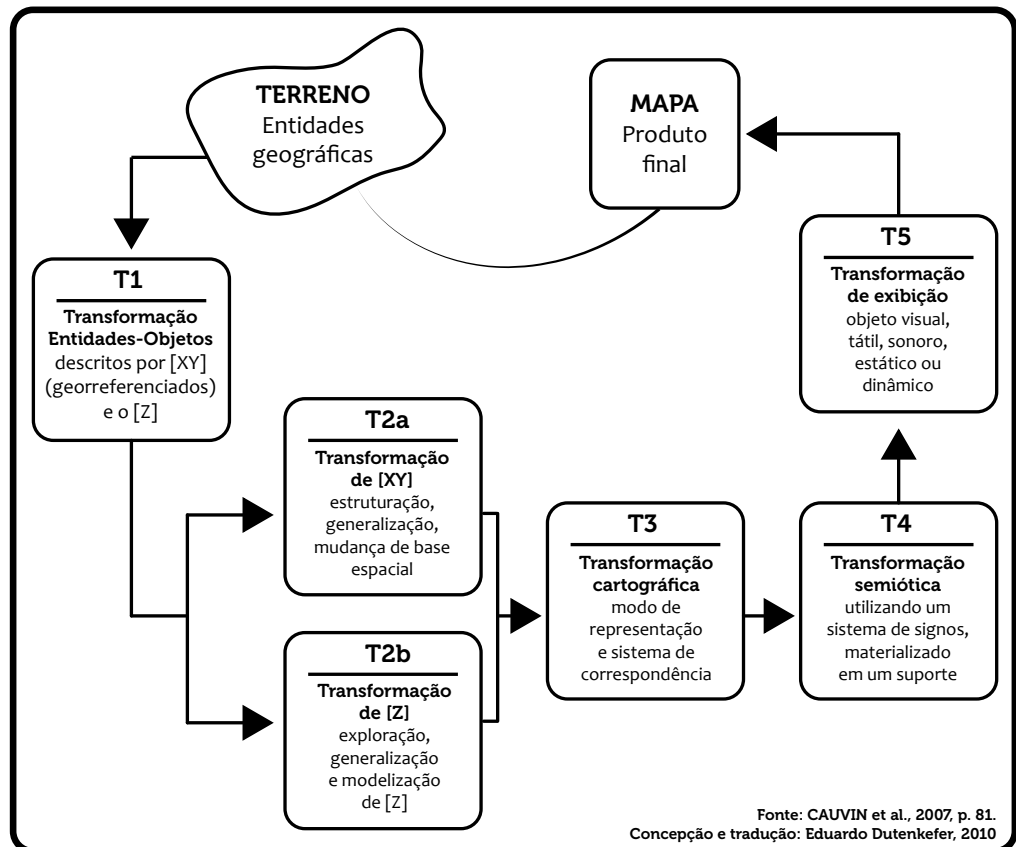 TERRENO
Entidades
geográficas
MAPA
Produto
final
T1
Transformação
Entidades-Objetos
descritos por [XY]
(georreferenciados)
e o [Z]
T2a
Transformação
de [XY]
estruturação,
generalização,
mudança de base
espacial
T2b
Transformação
de [Z]
exploração,
generalização
e modelização
de [Z]
T3
Transformação
cartográfica
modo de
representação
e sistema de
correspondência
T4
Transformação
semiótica
utilizando um
sistema de signos,
materializado
em um suporte
T5
Transformação
de exibição
objeto visual,
tátil, sonoro,
estático ou
dinâmico
Fonte: CAUVIN et al., 2007, p. 81.
Concepção e tradução: Eduardo Dutenkefer, 2010